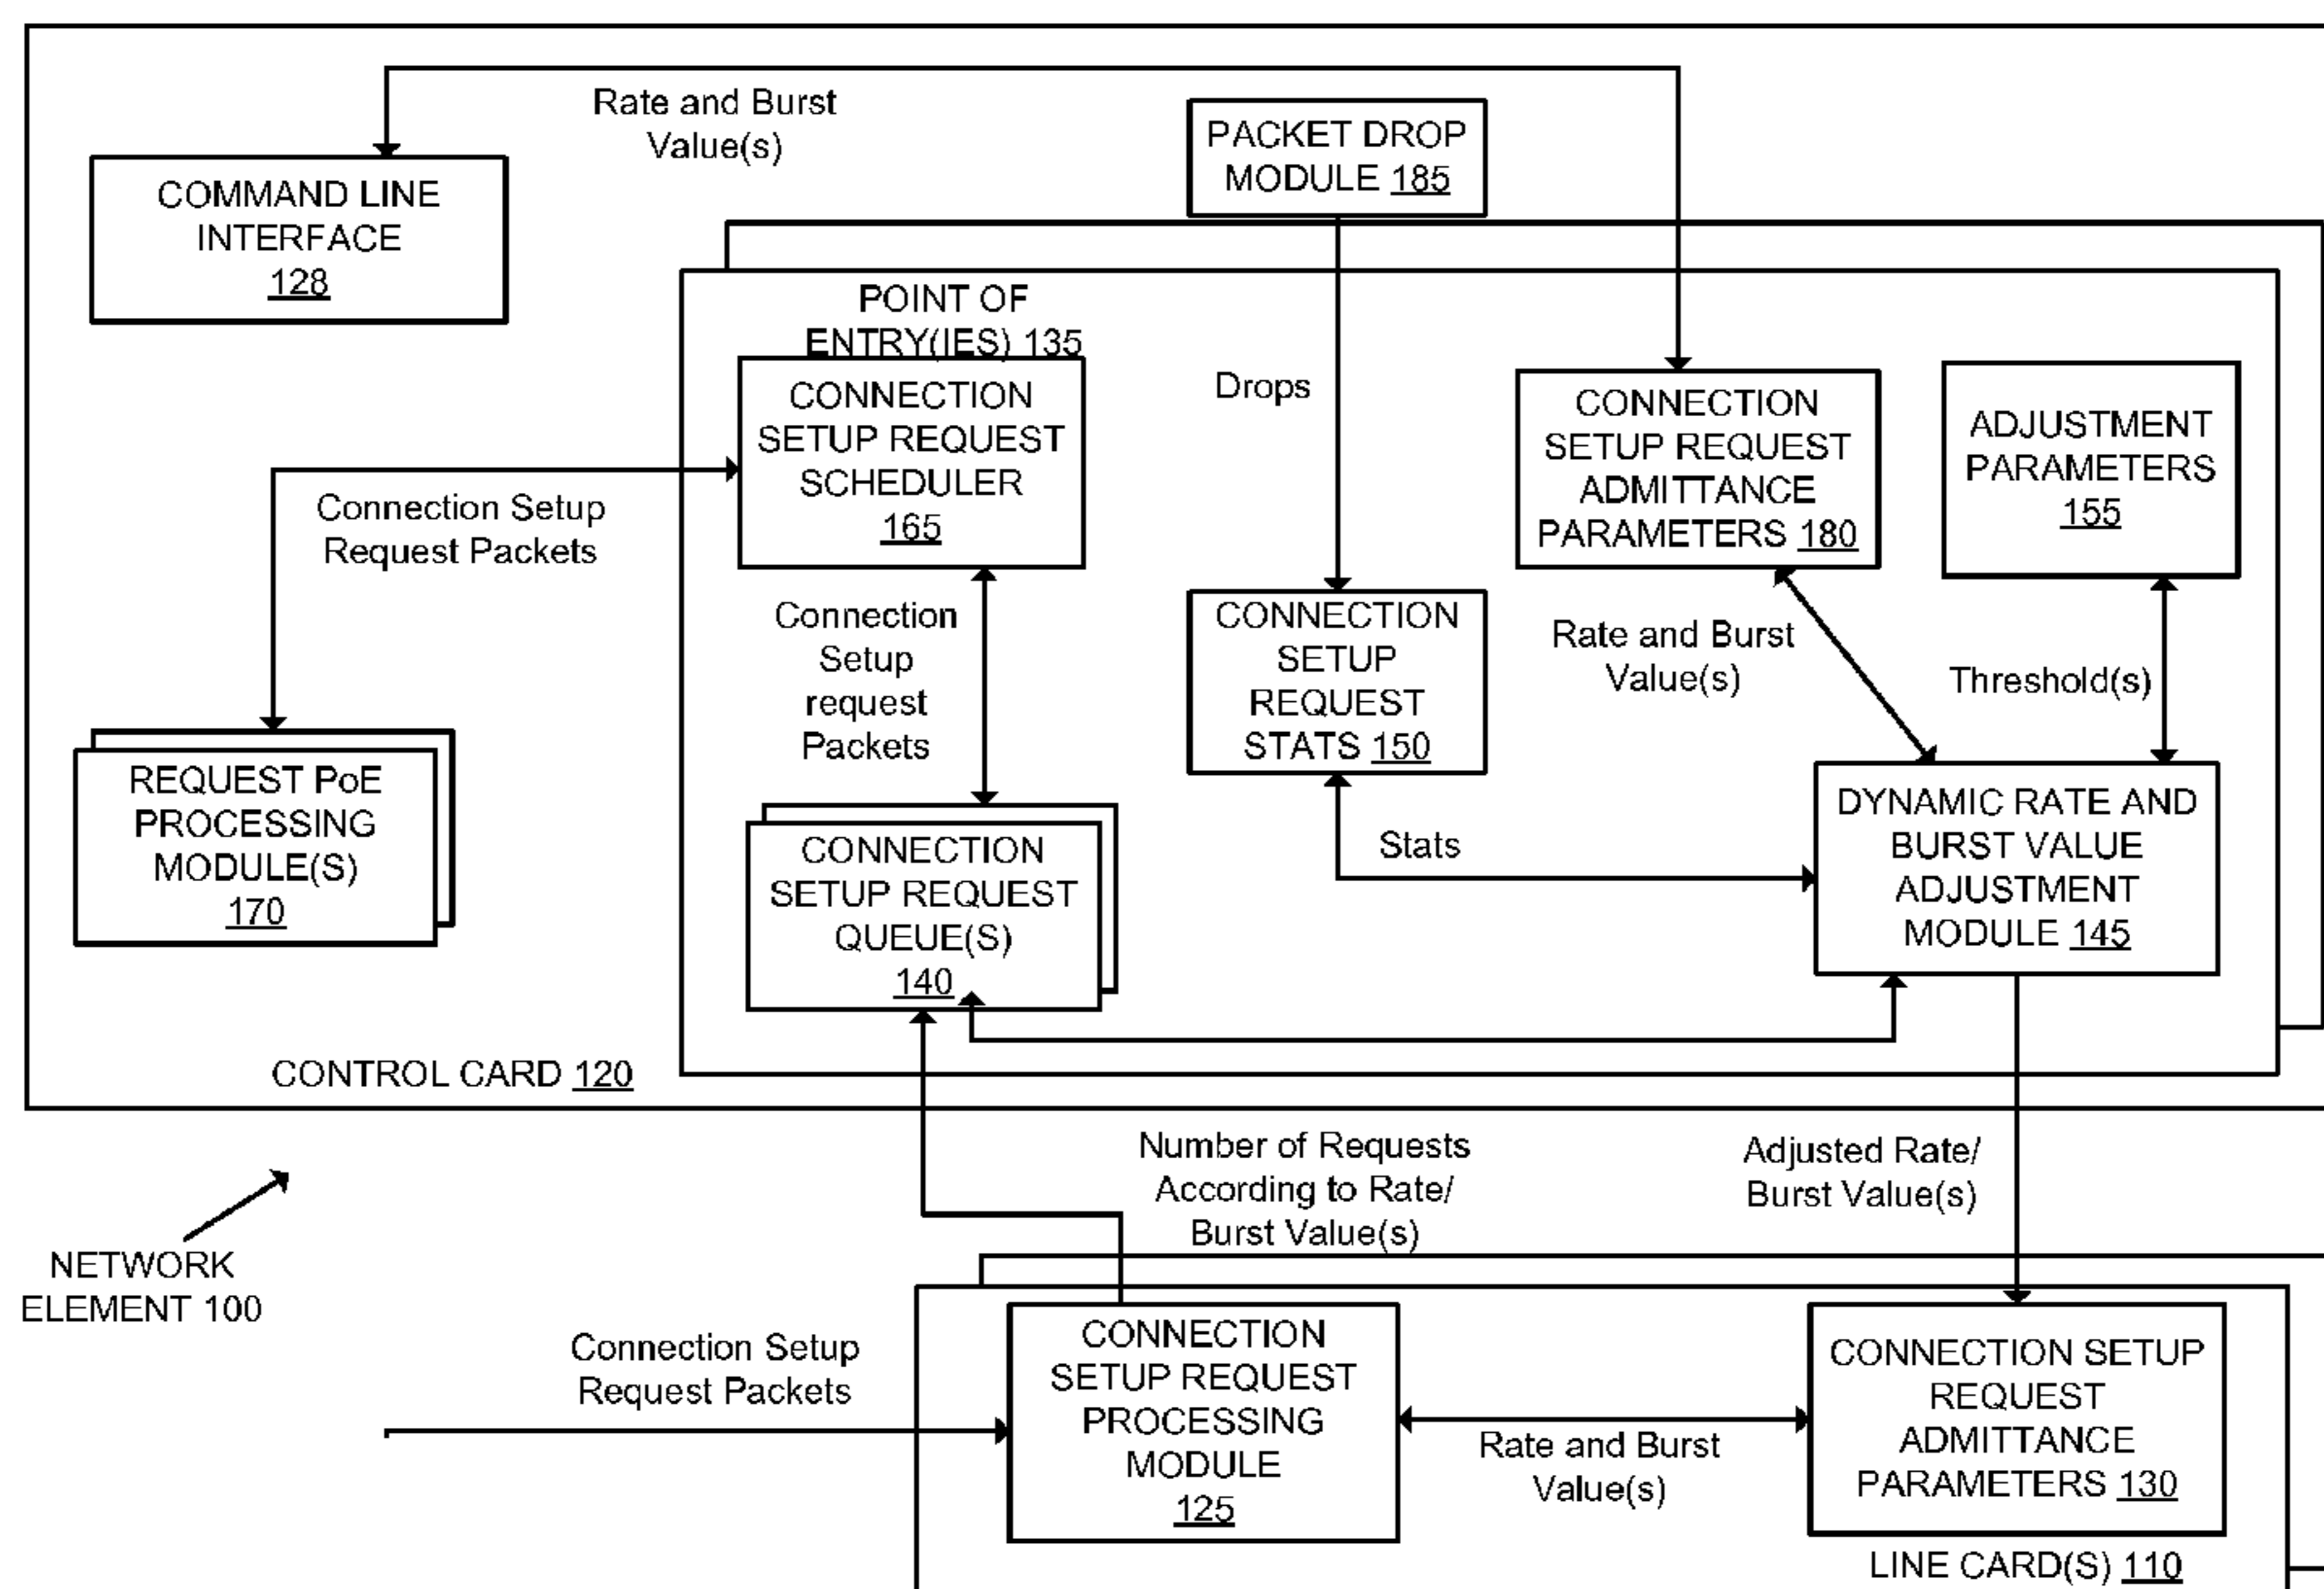 Rate and Burst
Value(s)
PACKET DROP
MODULE 185
COMMAND LINE
INTERFACE
128
POINT OF
ENTRY(IES) 135
CONNECTION
SETUP REQUEST
SCHEDULER
165
Drops
CONNECTION
SETUP REQUEST
ADMITTANCE
PARAMETERS 180
ADJUSTMENT
PARAMETERS
155
Connection Setup
Request Packets
Connection
Setup
request
Packets
CONNECTION
SETUP
REQUEST
STATS 150
Rate and Burst
Value(s)
Threshold(s)
REQUEST PoE
PROCESSING
MODULE(S)
170
CONNECTION
SETUP REQUEST
QUEUE(S)
140
Stats
DYNAMIC RATE AND
BURST VALUE
ADJUSTMENT
MODULE 145
CONTROL CARD 120
Number of Requests
According to Rate/
Burst Value(s)
Adjusted Rate/
Burst Value(s)
NETWORK
ELEMENT 100
Connection Setup
Request Packets
CONNECTION
SETUP REQUEST
PROCESSING
MODULE
125
Rate and Burst
Value(s)
CONNECTION SETUP
REQUEST
ADMITTANCE
PARAMETERS 130
LINE CARD(S) 110